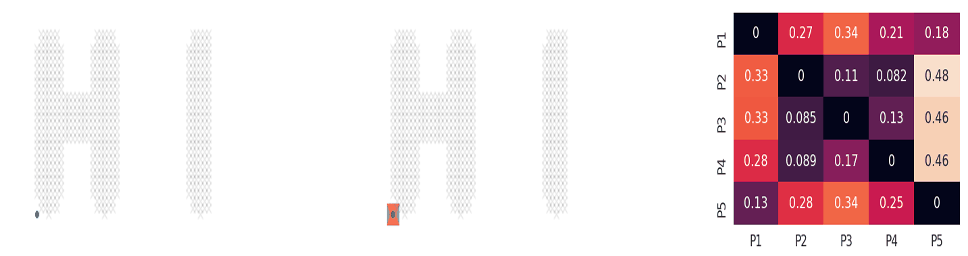 HI
HI
P1 0 0.27 0.34 0.21 0.18
P2 0.33 0 0.11 0.082 0.48
P3 0.33 0.085 0 0.13 0.46
P4 0.28 0.089 0.17 0 0.46
P5 0.13 0.28 0.34 0.25 0
P1 P2 P3 P4 P5